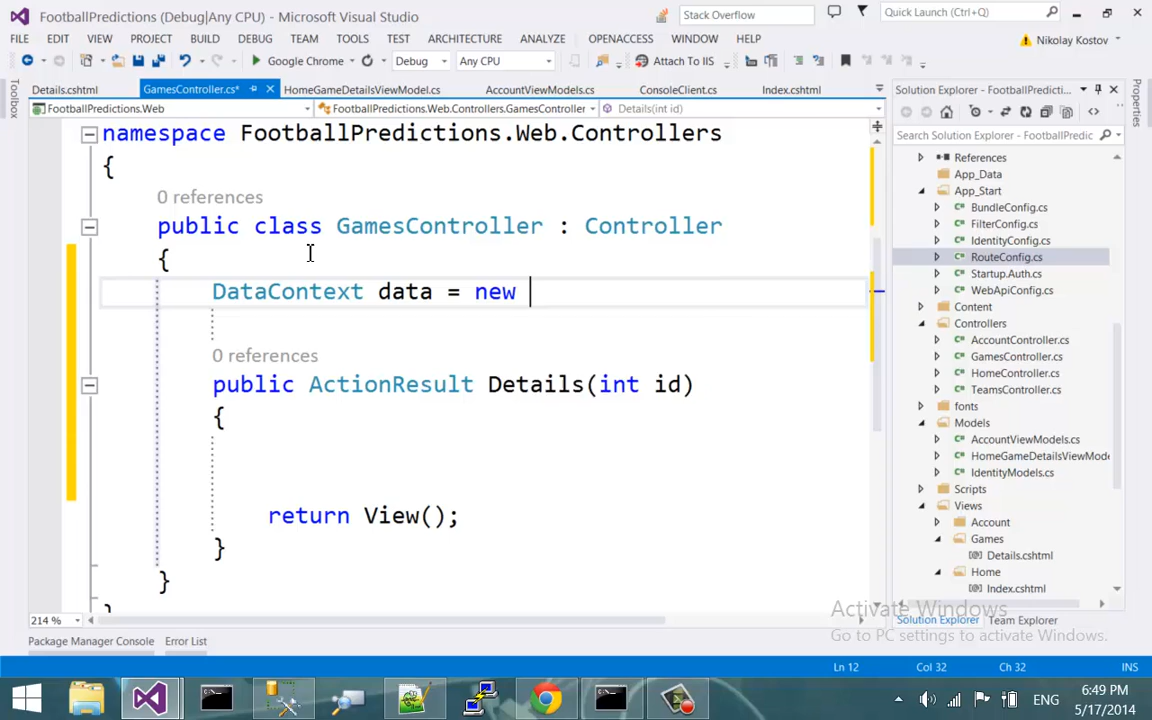 FootballPredictions (Debug|Any CPU) - Microsoft Visual Studio
Stack Overflow
Quick Launch (Ctrl+Q)
FILE EDIT VIEW PROJECT BUILD DEBUG TEAM TOOLS TEST ARCHITECTURE ANALYZE OPENACCESS WINDOW HELP
Nikolay Kostov
Google Chrome
Debug
Any CPU
Attach To IIS
Toolbox
Details.cshtml GamesController.cs* HomeGameDetailsViewModel.cs AccountViewModels.cs ConsoleClient.cs Index.cshtml
FootballPredictions.Web FootballPredictions.Web.Controllers.GamesController Details(int id)
namespace FootballPredictions.Web.Controllers
{
0 references
public class GamesController : Controller
{
DataContext data = new
0 references
public ActionResult Details(int id)
{
return View();
}
}
}
214 %
Solution Explorer - FootballPredicti...
Search Solution Explorer - FootballPredic
References
App_Data
App_Start
BundleConfig.cs
FilterConfig.cs
IdentityConfig.cs
RouteConfig.cs
Startup.Auth.cs
WebApiConfig.cs
Content
Controllers
AccountController.cs
GamesController.cs
HomeController.cs
TeamsController.cs
fonts
Models
AccountViewModels.cs
HomeGameDetailsViewMode
IdentityModels.cs
Scripts
Views
Account
Games
Details.cshtml
Home
Index.cshtml
Properties
Solution Explorer Team Explorer
Activate Windows
Go to PC settings to activate Windows.
Package Manager Console Error List
Ln 12 Col 32 Ch 32 INS
ENG
6:49 PM
5/17/2014